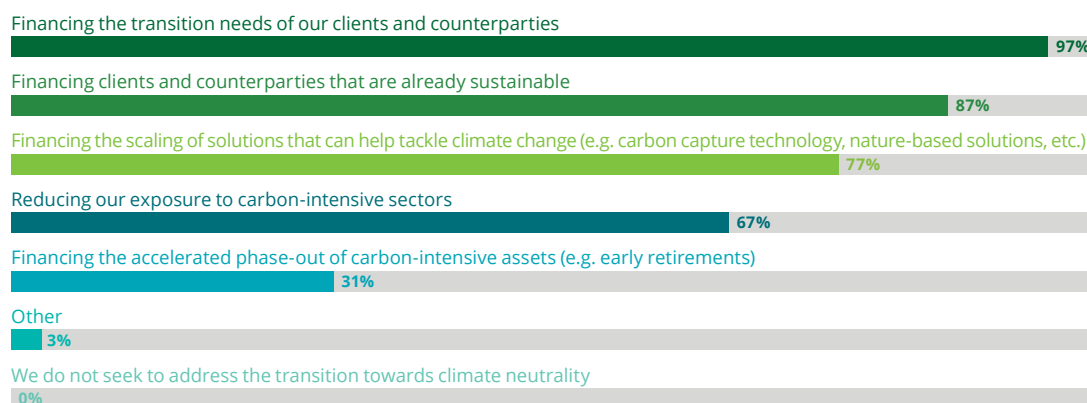 Financing the transition needs of our clients and counterparties
97%
Financing clients and counterparties that are already sustainable
87%
Financing the scaling of solutions that can help tackle climate change (e.g. carbon capture technology, nature-based solutions, etc.)
77%
Reducing our exposure to carbon-intensive sectors
67%
Financing the accelerated phase-out of carbon-intensive assets (e.g. early retirements)
31%
Other
3%
We do not seek to address the transition towards climate neutrality
0%